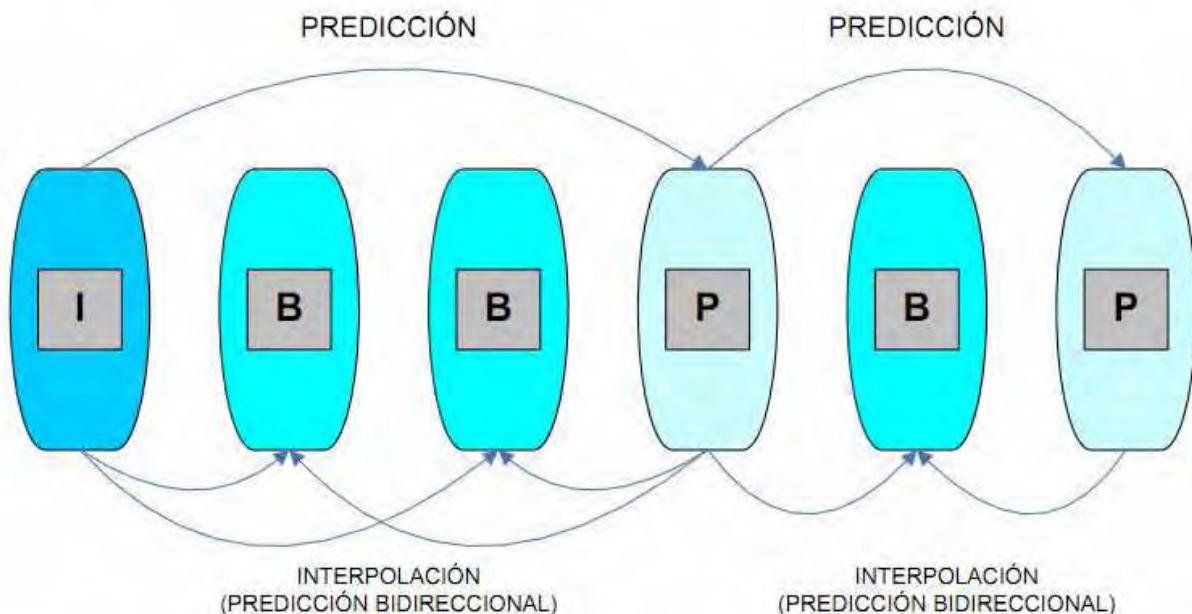 PREDICCIÓN PREDICCIÓN
I B B P B P
INTERPOLACIÓN
(PREDICCIÓN BIDIRECCIONAL)
INTERPOLACIÓN
(PREDICCIÓN BIDIRECCIONAL)